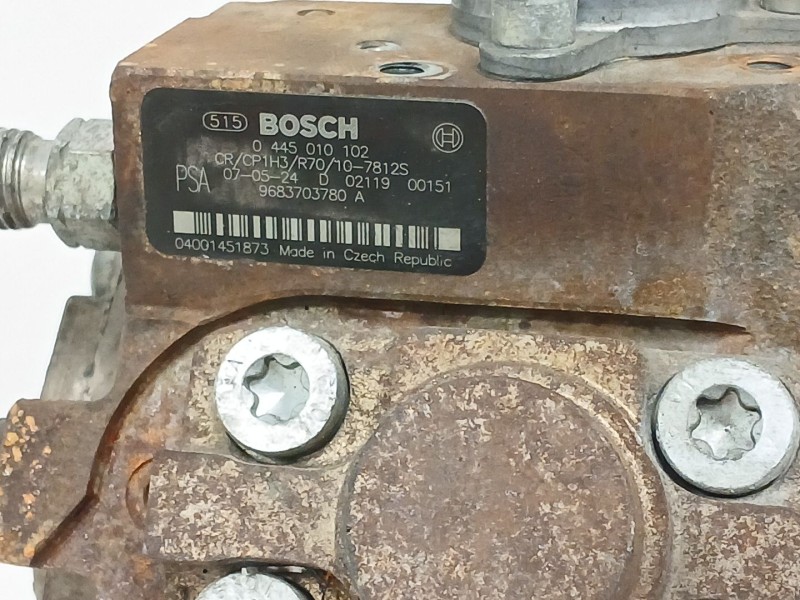 515 BOSCH
0 445 010 102
CR/CP1H3/R70/10-7812S
PSA 07-05-24 D 02119 00151
9683703780 A
04001451873 Made in Czech Republic